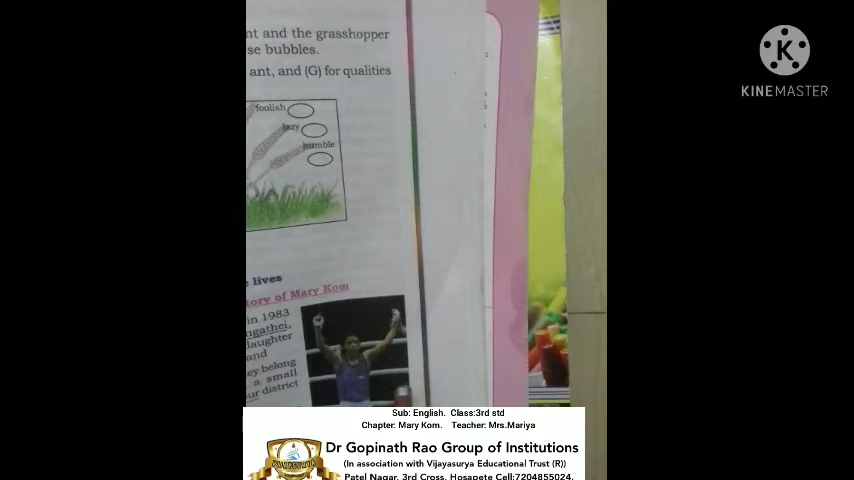 nt and the grasshopper
se bubbles.
ant, and (G) for qualities
foolish
lazy
humble
lives
tory of Mary Kom
in 1983
ngathei,
daughter
and
ey belong
a small
ur district
K
KINEMASTER
Sub: English. Class:3rd std
Chapter: Mary Kom. Teacher: Mrs.Mariya
Dr Gopinath Rao Group of Institutions
(In association with Vijayasurya Educational Trust (R))
Patel Nagar, 3rd Cross, Hosapete Cell:7204855024.